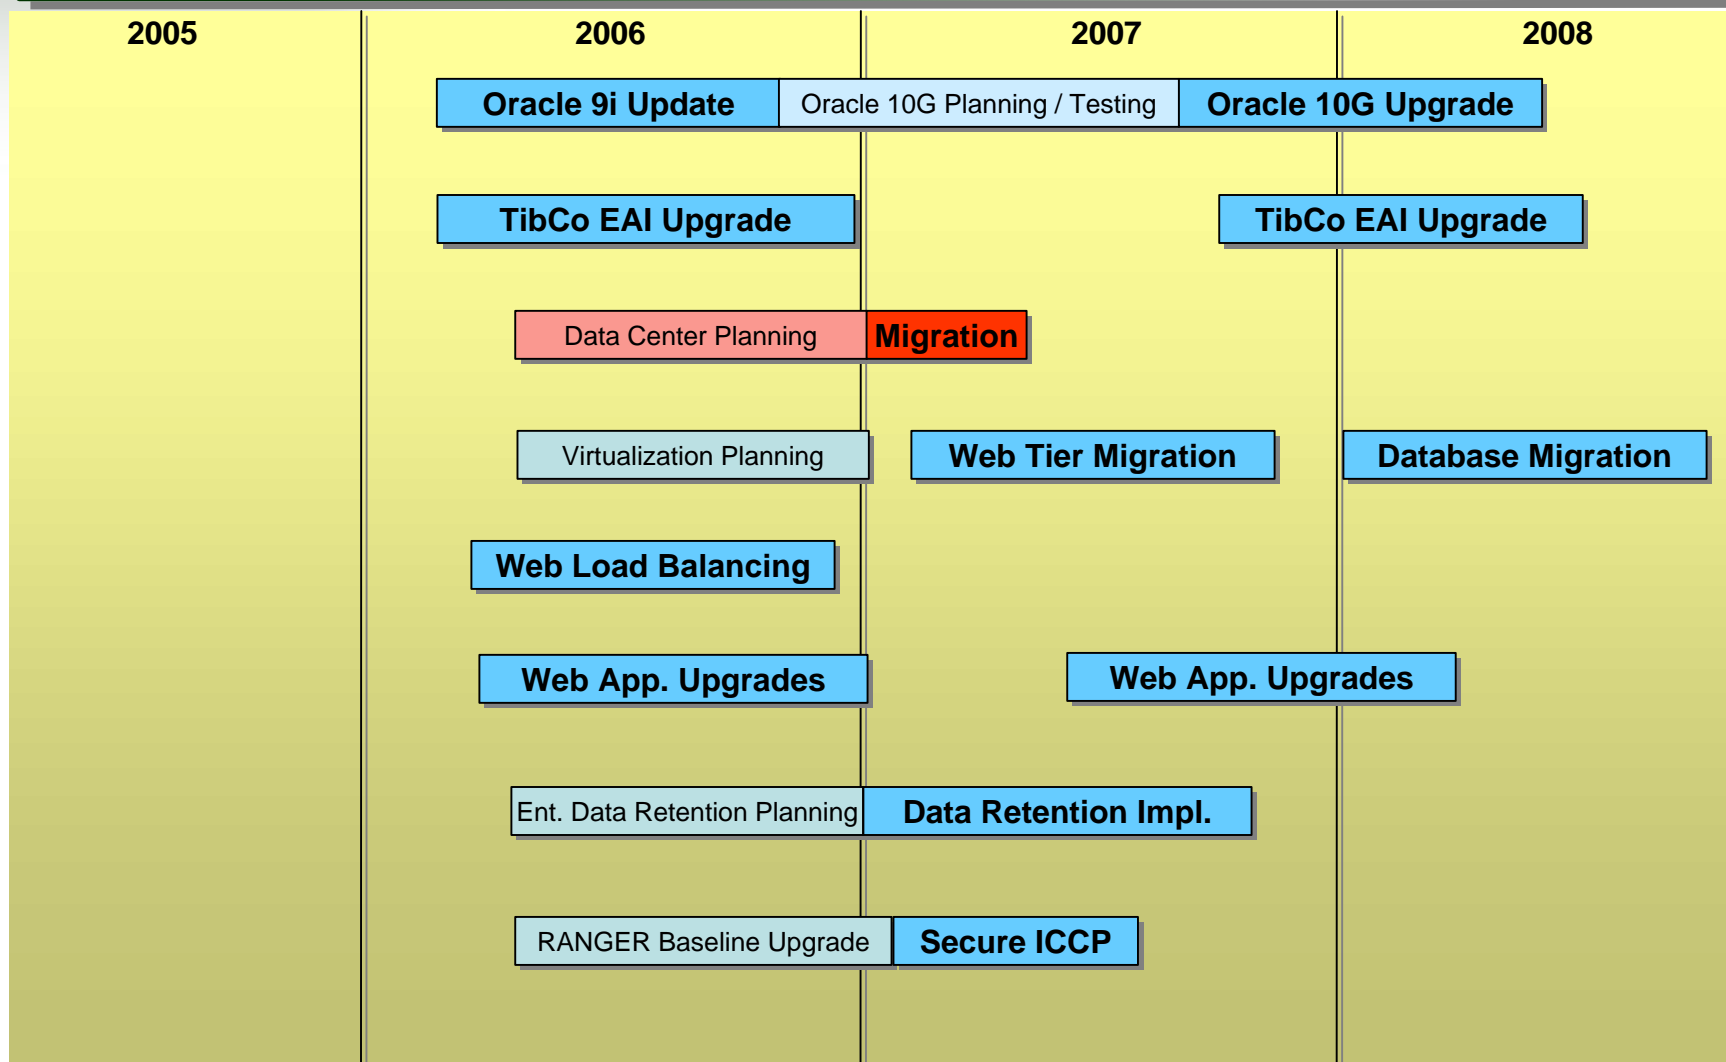 2005 2006 2007 2008
Oracle 9i Update Oracle 10G Planning / Testing Oracle 10G Upgrade
TibCo EAI Upgrade TibCo EAI Upgrade
Data Center Planning Migration
Virtualization Planning Web Tier Migration Database Migration
Web Load Balancing
Web App. Upgrades Web App. Upgrades
Ent. Data Retention Planning Data Retention Impl.
RANGER Baseline Upgrade Secure ICCP